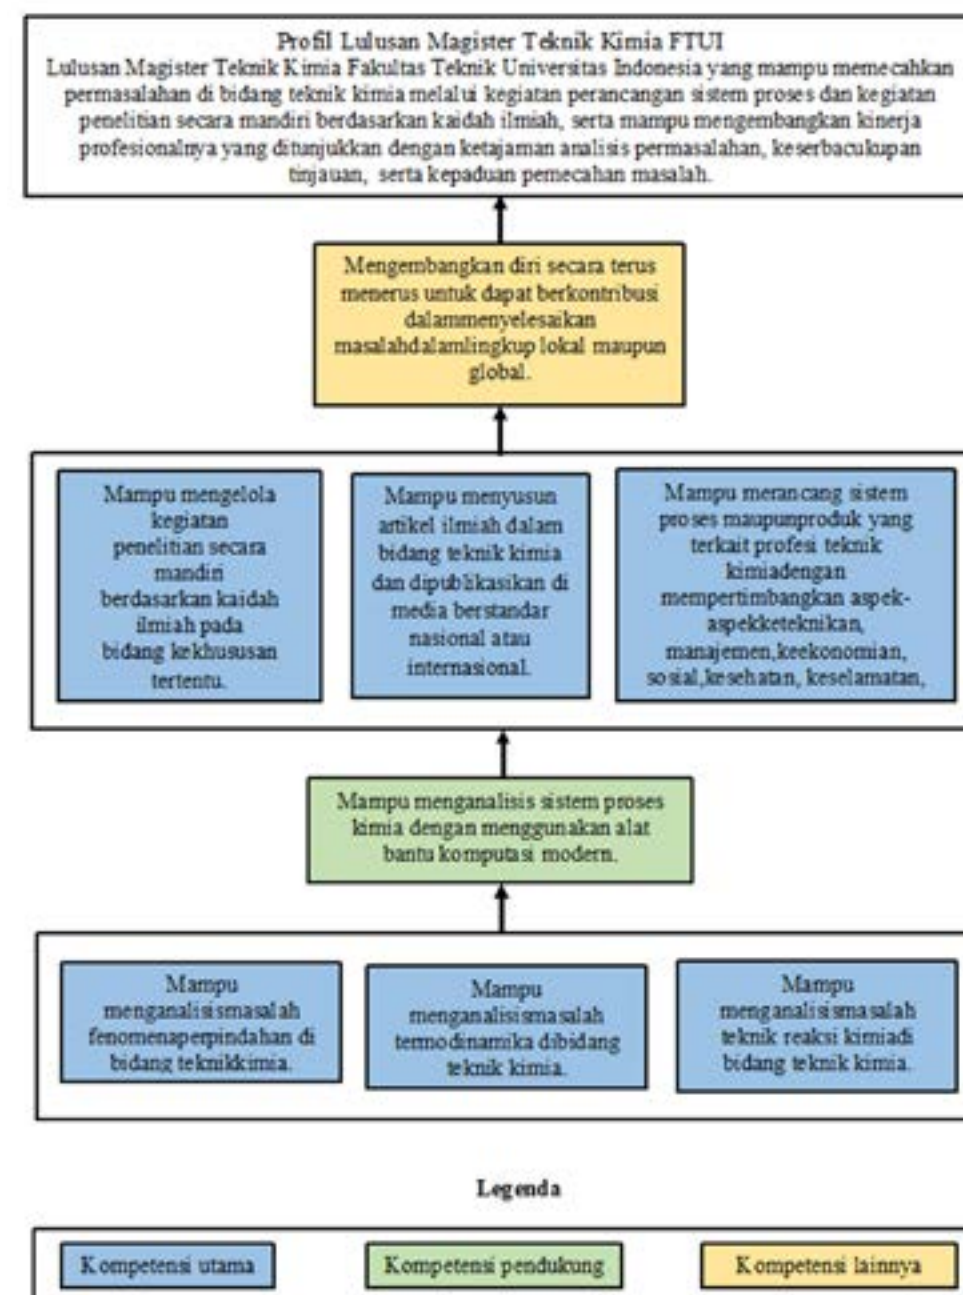 Profil Lulusan Magister Teknik Kimia FTUI
Lulusan Magister Teknik Kimia Fakultas Teknik Universitas Indonesia yang mampu memecahkan
permasalahan di bidang teknik kimia melalui kegiatan perancangan sistem proses dan kegiatan
penelitian secara mandiri berdasarkan kaidah ilmiah, serta mampu mengembangkan kinerja
profesionalnya yang ditunjukkan dengan ketajaman analisis permasalahan, keserbacukupan
tinjauan, serta kepaduan pemecahan masalah.
Mengembangkan diri secara terus
menerus untuk dapat berkontribusi
dalammenyelesaikan
masalahdalamlingkup lokal maupun
global.
Mampu mengelola
kegiatan
penelitian secara
mandiri
berdasarkan kaidah
ilmiah pada
bidang kekhususan
tertentu.
Mampu menyusun
artikel ilmiah dalam
bidang teknik kimia
dan dipublikasikan di
media berstandar
nasional atau
internasional.
Mampu merancang sistem
proses maupunproduk yang
terkait profesi teknik
kimiadengan
mempertimbangkan aspek-
aspekketeknikan,
manajemen,keekonomian,
sosial,kesehatan, keselamatan,
Mampu menganalisis sistem proses
kimia dengan menggunakan alat
bantu komputasi modern.
Mampu
menganalisismasalah
fenomenaperpindahan di
bidang teknikkimia.
Mampu
menganalisismasalah
termodinamika dibidang
teknik kimia.
Mampu
menganalisismasalah
teknik reaksi kimiadi
bidang teknik kimia.
Legenda
Kompetensi utama
Kompetensi pendukung
Kompetensi lainnya